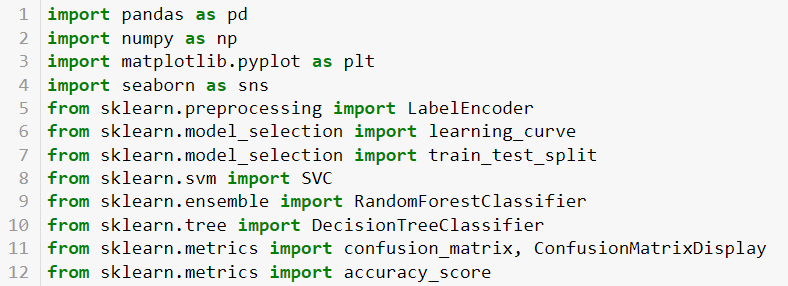 1 import pandas as pd
2 import numpy as np
3 import matplotlib.pyplot as plt
4 import seaborn as sns
5 from sklearn.preprocessing import LabelEncoder
6 from sklearn.model_selection import learning_curve
7 from sklearn.model_selection import train_test_split
8 from sklearn.svm import SVC
9 from sklearn.ensemble import RandomForestClassifier
10 from sklearn.tree import DecisionTreeClassifier
11 from sklearn.metrics import confusion_matrix, ConfusionMatrixDisplay
12 from sklearn.metrics import accuracy_score